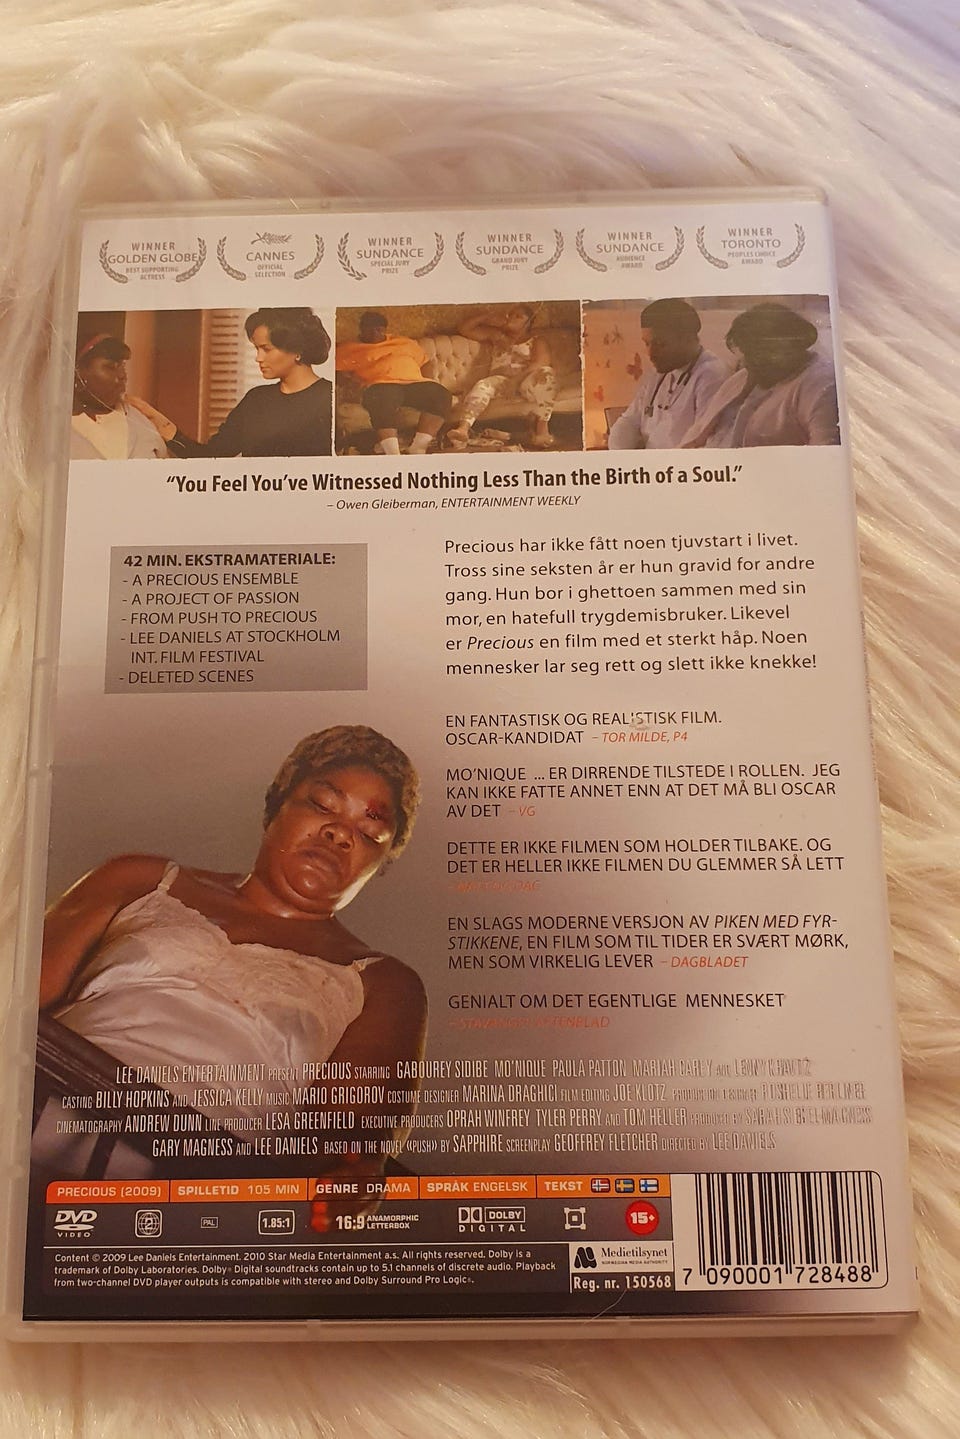 WINNER
GOLDEN GLOBE
BEST SUPPORTING
ACTRESS
CANNES
OFFICIAL
SELECTION
WINNER
SUNDANCE
SPECIAL JURY
PRIZE
WINNER
SUNDANCE
GRAND JURY
PRIZE
WINNER
SUNDANCE
AUDIENCE
AWARD
WINNER
TORONTO
PEOPLES CHOICE
AWARD
“You Feel You’ve Witnessed Nothing Less Than the Birth of a Soul.”
– Owen Gleiberman, ENTERTAINMENT WEEKLY
42 MIN. EKSTRAMATERIALE:
- A PRECIOUS ENSEMBLE
- A PROJECT OF PASSION
- FROM PUSH TO PRECIOUS
- LEE DANIELS AT STOCKHOLM
INT. FILM FESTIVAL
- DELETED SCENES
Precious har ikke fått noen tjuvstart i livet.
Tross sine seksten år er hun gravid for andre
gang. Hun bor i ghettoen sammen med sin
mor, en hatefull trygdemisbruker. Likevel
er Precious en film med et sterkt håp. Noen
mennesker lar seg rett og slett ikke knekke!
EN FANTASTISK OG REALISTISK FILM.
OSCAR-KANDIDAT – TOR MILDE, P4
MO’NIQUE ... ER DIRRENDE TILSTEDE I ROLLEN. JEG
KAN IKKE FATTE ANNET ENN AT DET MÅ BLI OSCAR
AV DET – VG
DETTE ER IKKE FILMEN SOM HOLDER TILBAKE. OG
DET ER HELLER IKKE FILMEN DU GLEMMER SÅ LETT
EN SLAGS MODERNE VERSJON AV PIKEN MED FYR-
STIKKENE, EN FILM SOM TIL TIDER ER SVÆRT MØRK,
MEN SOM VIRKELIG LEVER – DAGBLADET
GENIALT OM DET EGENTLIGE MENNESKET
– STAVANGER AFTENBLAD
LEE DANIELS ENTERTAINMENT PRESENT PRECIOUS STARRING GABOUREY SIDIBE MO'NIQUE PAULA PATTON MARIAH CAREY AND LENNY KRAVITZ
CASTING BILLY HOPKINS AND JESSICA KELLY MUSIC MARIO GRIGOROV COSTUME DESIGNER MARINA DRAGHICI FILM EDITING JOE KLOTZ PRODUCTION DESIGNER
CINEMATOGRAPHY ANDREW DUNN LINE PRODUCER LESA GREENFIELD EXECUTIVE PRODUCERS OPRAH WINFREY TYLER PERRY AND TOM HELLER PRODUCED BY
GARY MAGNESS AND LEE DANIELS BASED ON THE NOVEL «PUSH» BY SAPPHIRE SCREENPLAY GEOFFREY FLETCHER DIRECTED BY LEE DANIELS
PRECIOUS (2009) SPILLETID 105 MIN GENRE DRAMA SPRÅK ENGELSK TEKST
DVD VIDEO 2 PAL 1.85:1 16:9 ANAMORPHIC LETTERBOX DOLBY DIGITAL 15+
Content © 2009 Lee Daniels Entertainment. 2010 Star Media Entertainment a.s. All rights reserved. Dolby is a
trademark of Dolby Laboratories. Dolby® Digital soundtracks contain up to 5.1 channels of discrete audio. Playback
from two-channel DVD player outputs is compatible with stereo and Dolby Surround Pro Logic®.
Medietilsynet
NORWEGIAN MEDIA AUTHORITY
Reg. nr. 150568
7 090001 728488